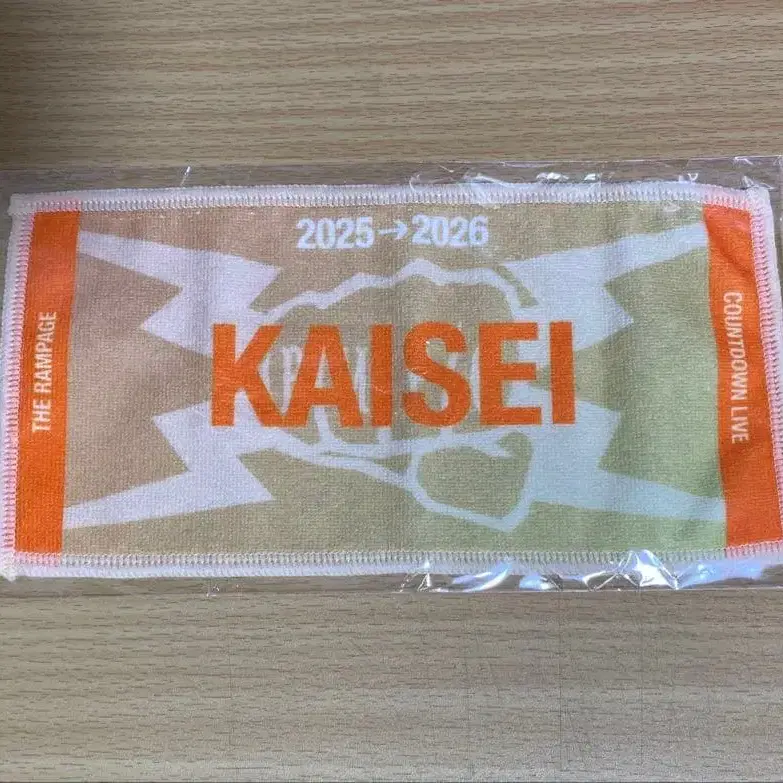 2025→2026
THE RAMPAGE
KAISEI
COUNTDOWN LIVE